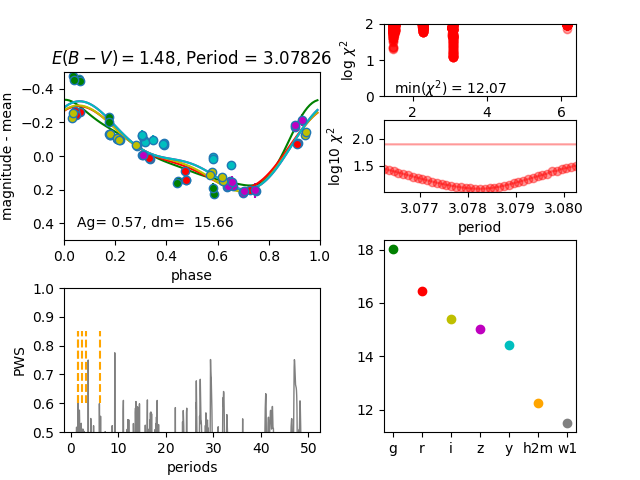 E(B − V) = 1.48, Period = 3.07826
magnitude - mean
−0.4
−0.2
0.0
0.2
0.4
Ag= 0.57, dm=  15.66
0.0 0.2 0.4 0.6 0.8 1.0
phase
log χ²
2
1
0
min(χ²) = 12.07
2 4 6
log10 χ²
2.0
1.5
3.077 3.078 3.079 3.080
period
PWS
1.0
0.9
0.8
0.7
0.6
0.5
0 10 20 30 40 50
periods
18
16
14
12
g r i z y h2m w1